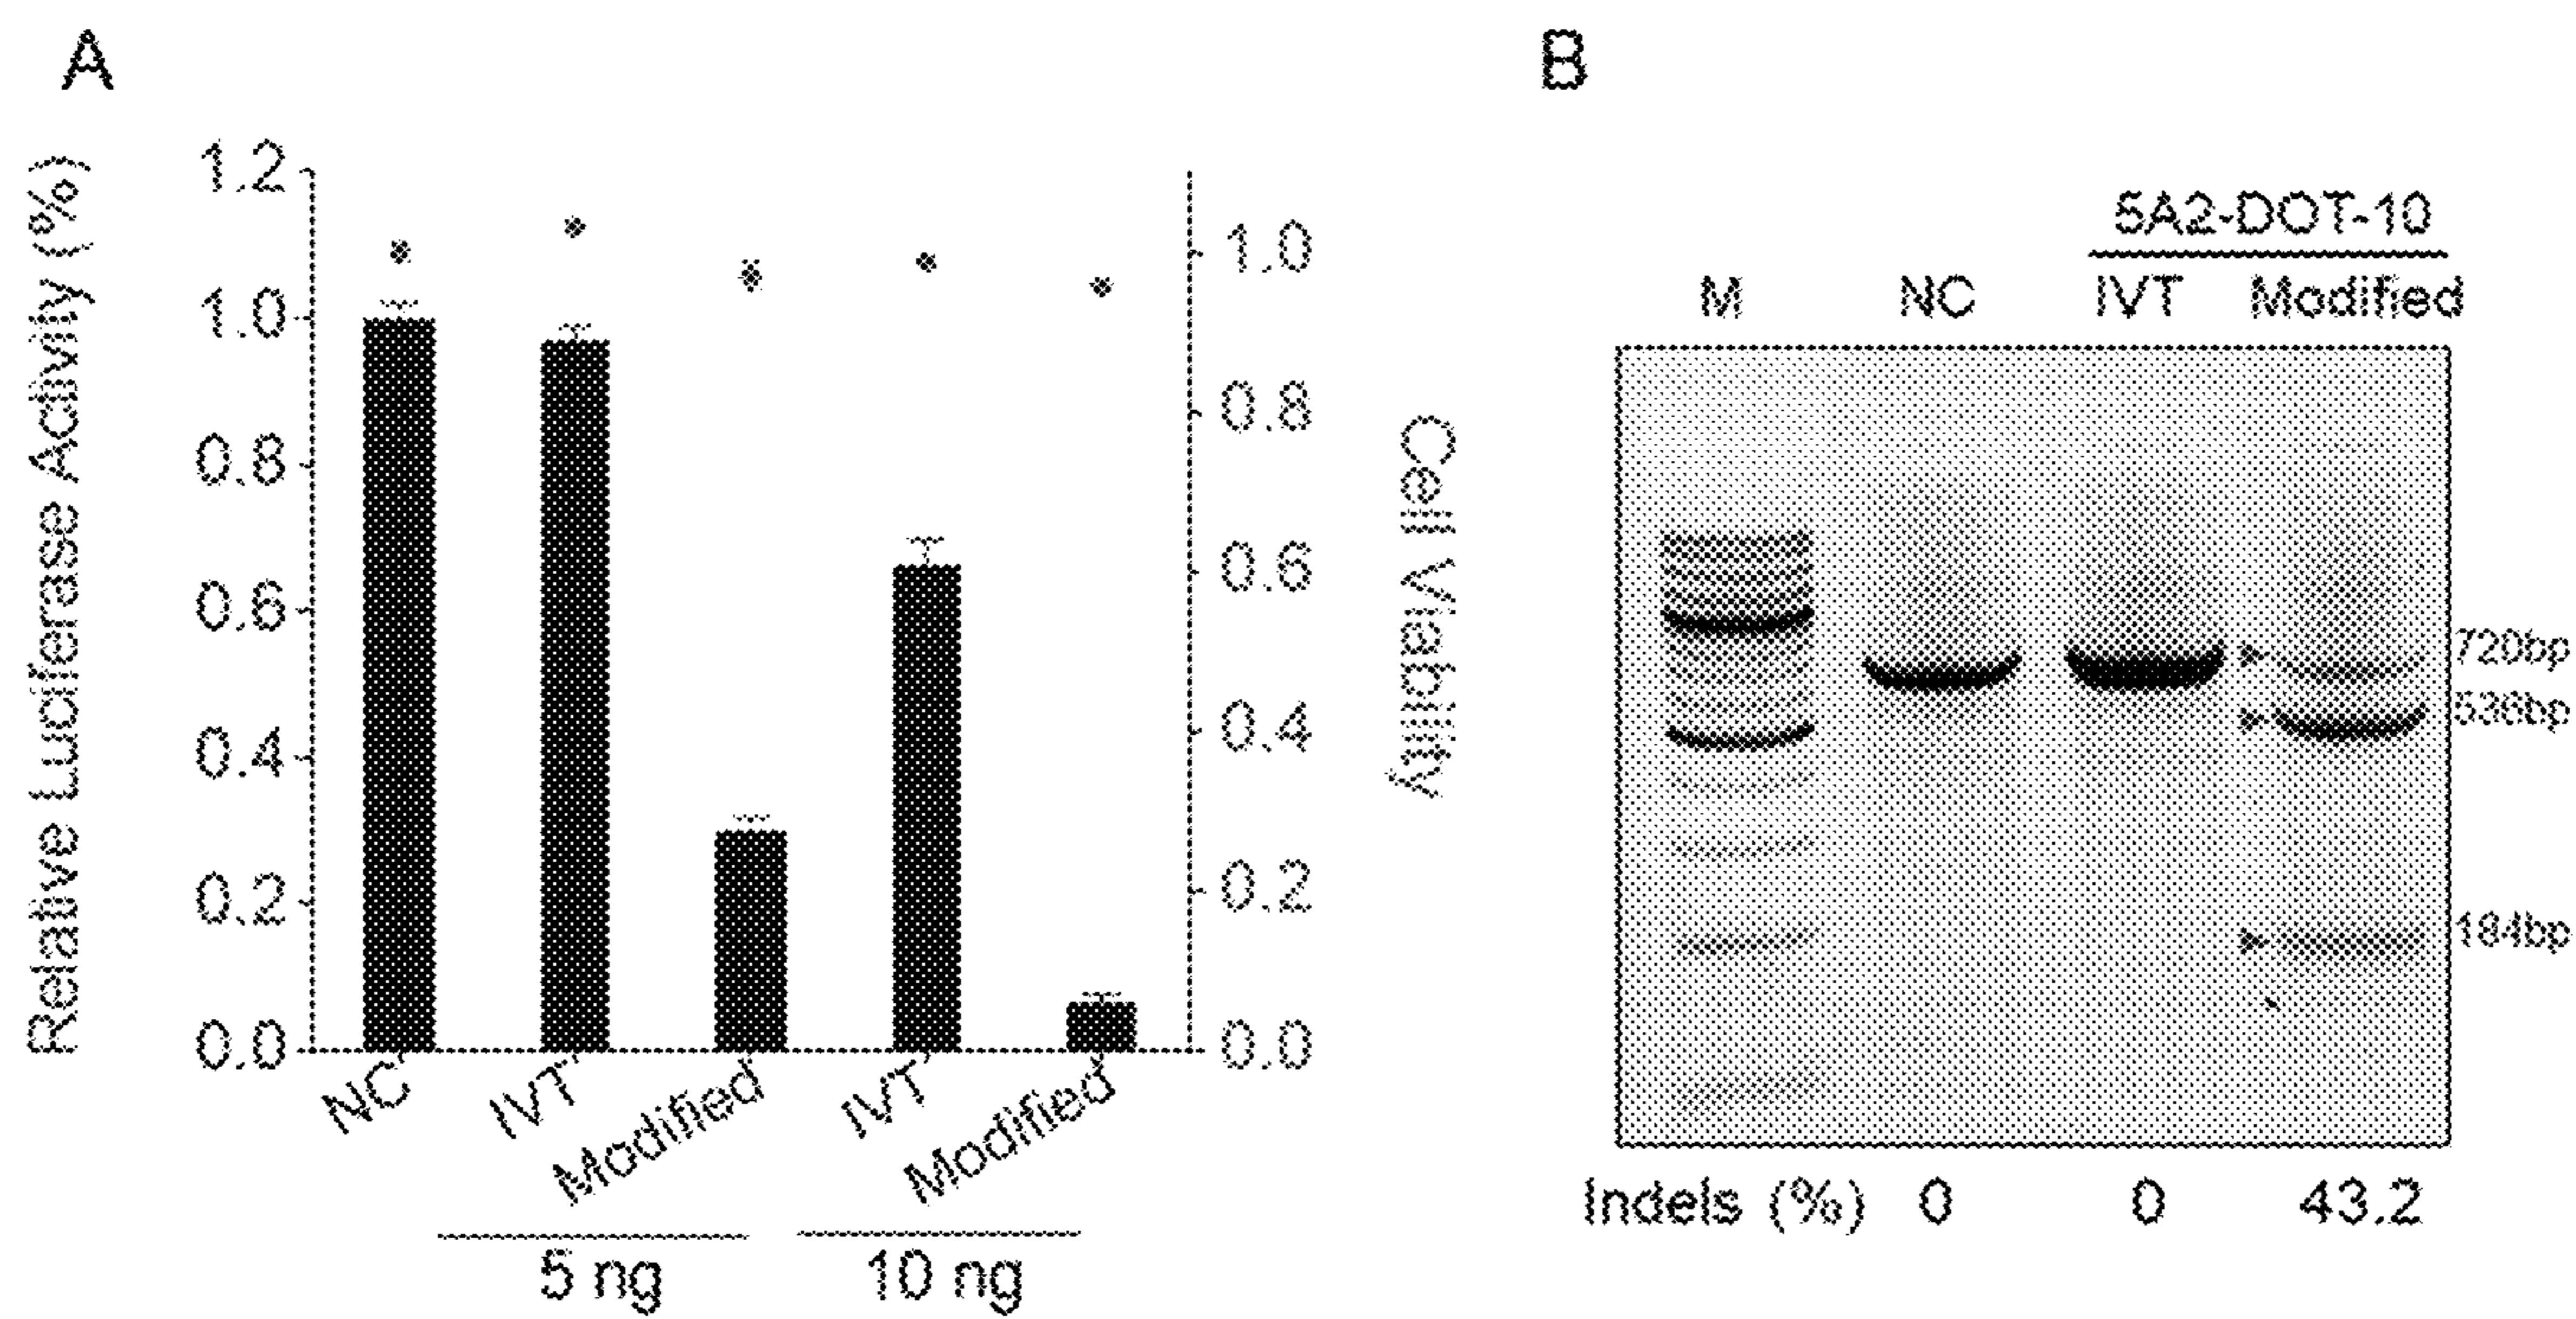 A
Relative Luciferase Activity (%)
1.2
1.0
0.8
0.6
0.4
0.2
0.0
1.0
0.8
0.6
0.4
0.2
0.0
Cell Viability
NC
IVT
Modified
IVT
Modified
5 ng
10 ng
B
5A2-DOT-10
M NC IVT Modified
720bp
536bp
184bp
Indels (%) 0 0 43.2